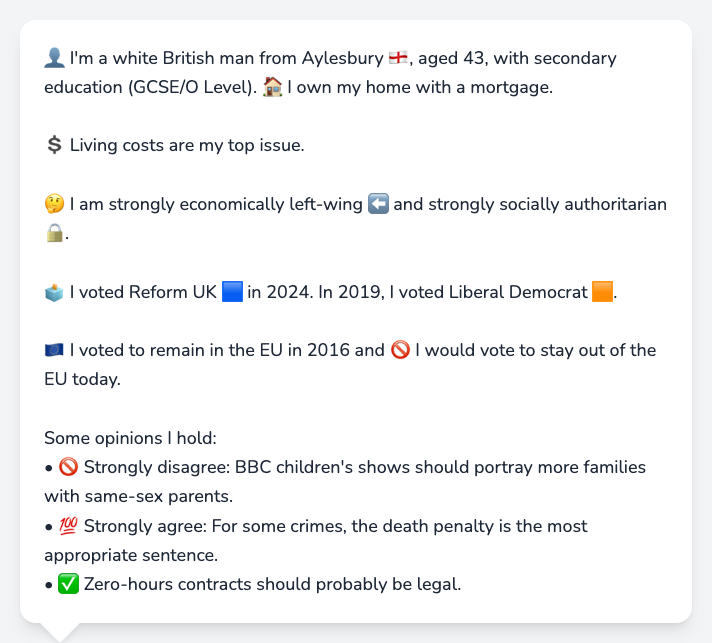 👤 I'm a white British man from Aylesbury 🏴󠁧󠁢󠁥󠁮󠁧󠁿, aged 43, with secondary
education (GCSE/O Level). 🏠 I own my home with a mortgage.
💲 Living costs are my top issue.
🤔 I am strongly economically left-wing ⬅️ and strongly socially authoritarian
🔒.
🗳️ I voted Reform UK 🟦 in 2024. In 2019, I voted Liberal Democrat 🟧.
🇪🇺 I voted to remain in the EU in 2016 and 🚫 I would vote to stay out of the
EU today.
Some opinions I hold:
• 🚫 Strongly disagree: BBC children's shows should portray more families
with same-sex parents.
• 💯 Strongly agree: For some crimes, the death penalty is the most
appropriate sentence.
• ✅ Zero-hours contracts should probably be legal.